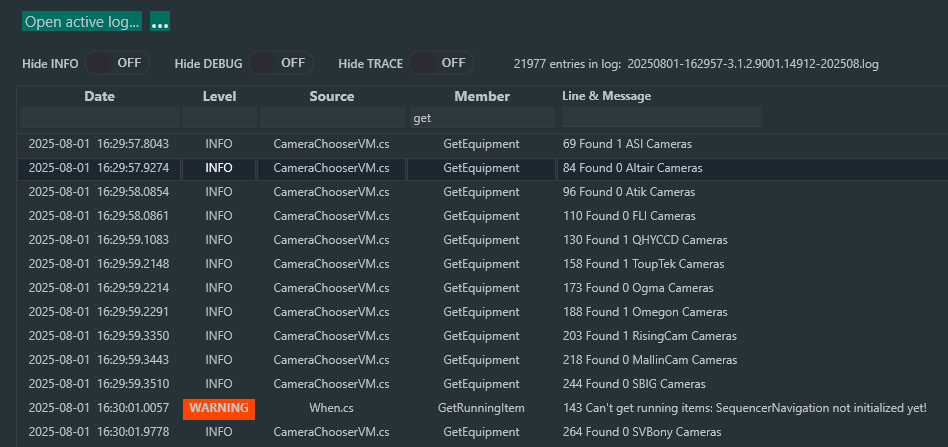 Open active log... ...
Hide INFO OFF Hide DEBUG OFF Hide TRACE OFF 21977 entries in log: 20250801-162957-3.1.2.9001.14912-202508.log
Date Level Source Member Line & Message
get
2025-08-01 16:29:57.8043 INFO CameraChooserVM.cs GetEquipment 69 Found 1 ASI Cameras
2025-08-01 16:29:57.9274 INFO CameraChooserVM.cs GetEquipment 84 Found 0 Altair Cameras
2025-08-01 16:29:58.0854 INFO CameraChooserVM.cs GetEquipment 96 Found 0 Atik Cameras
2025-08-01 16:29:58.0861 INFO CameraChooserVM.cs GetEquipment 110 Found 0 FLI Cameras
2025-08-01 16:29:59.1083 INFO CameraChooserVM.cs GetEquipment 130 Found 1 QHYCCD Cameras
2025-08-01 16:29:59.2148 INFO CameraChooserVM.cs GetEquipment 158 Found 1 ToupTek Cameras
2025-08-01 16:29:59.2214 INFO CameraChooserVM.cs GetEquipment 173 Found 0 Ogma Cameras
2025-08-01 16:29:59.2291 INFO CameraChooserVM.cs GetEquipment 188 Found 1 Omegon Cameras
2025-08-01 16:29:59.3350 INFO CameraChooserVM.cs GetEquipment 203 Found 1 RisingCam Cameras
2025-08-01 16:29:59.3443 INFO CameraChooserVM.cs GetEquipment 218 Found 0 MallinCam Cameras
2025-08-01 16:29:59.3510 INFO CameraChooserVM.cs GetEquipment 244 Found 0 SBIG Cameras
2025-08-01 16:30:01.0057 WARNING When.cs GetRunningItem 143 Can't get running items: SequencerNavigation not initialized yet!
2025-08-01 16:30:01.9778 INFO CameraChooserVM.cs GetEquipment 264 Found 0 SVBony Cameras